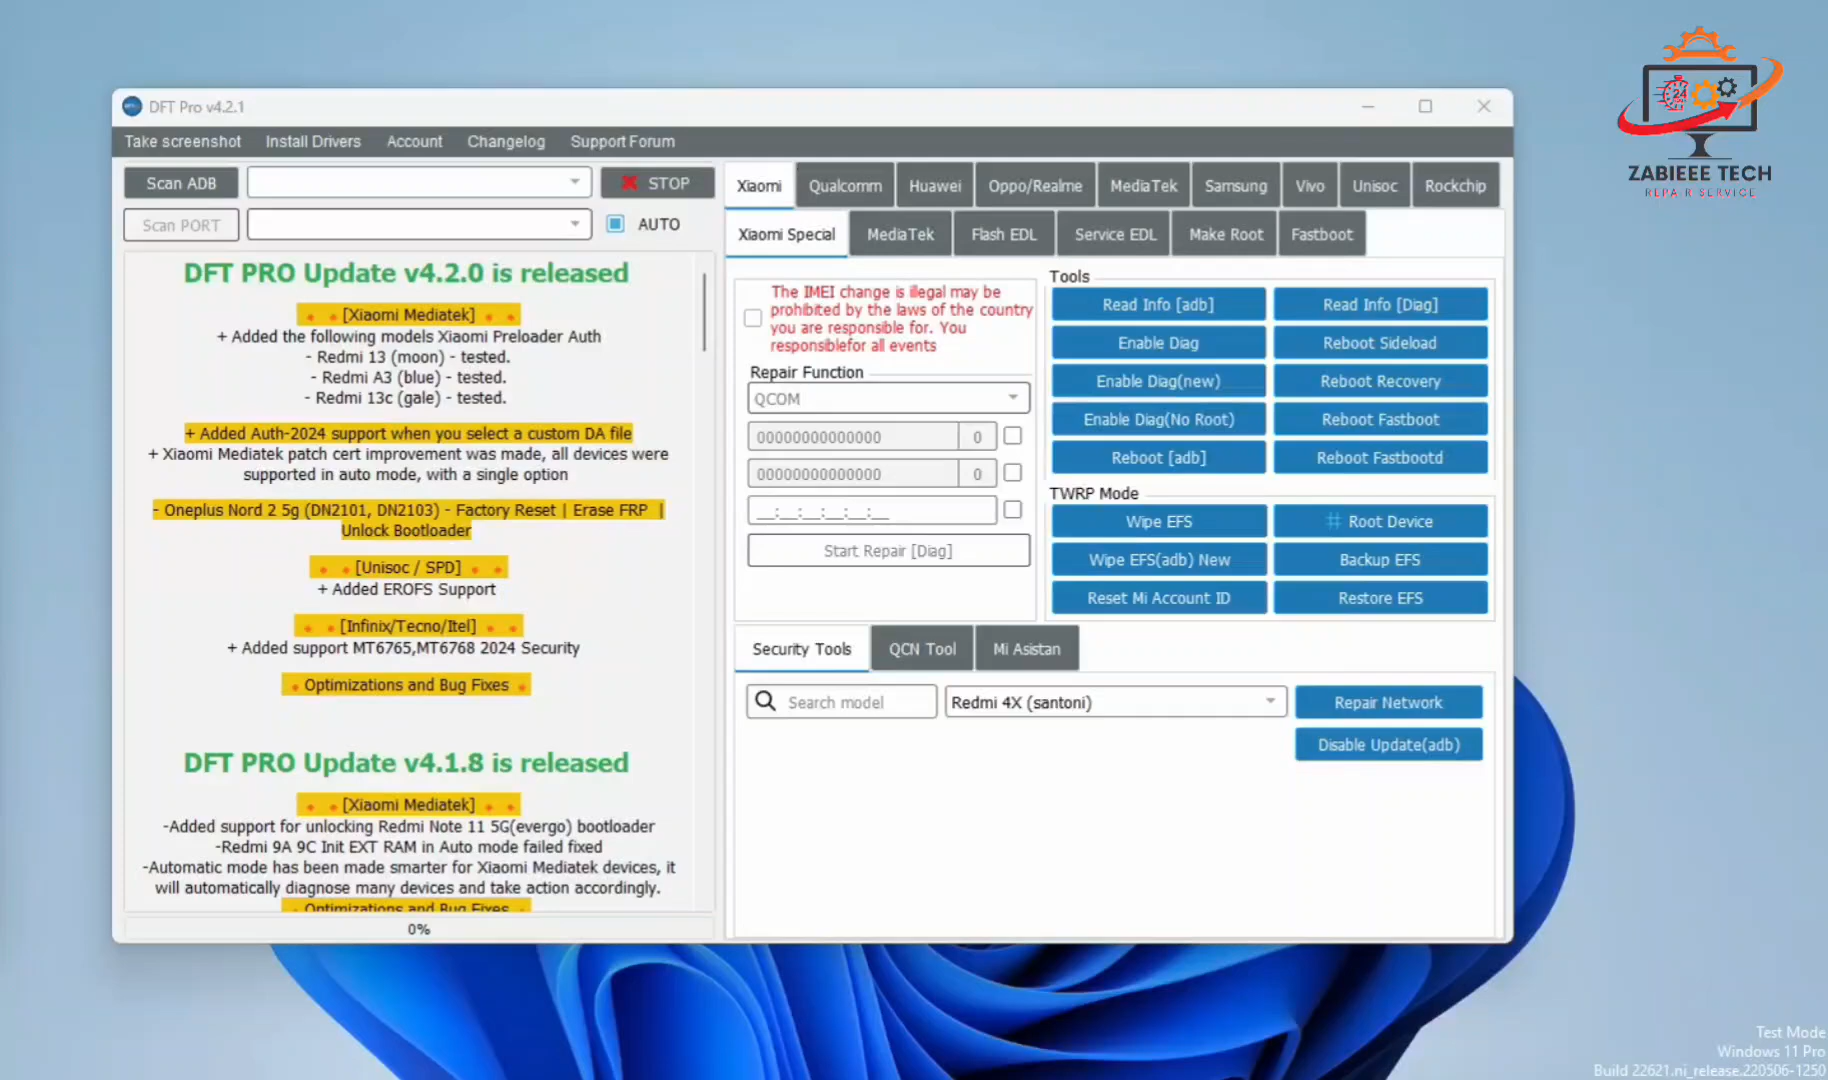 DFT Pro v4.2.1
Take screenshot Install Drivers Account Changelog Support Forum
Scan ADB STOP
Scan PORT AUTO
DFT PRO Update v4.2.0 is released
[Xiaomi Mediatek]
+ Added the following models Xiaomi Preloader Auth
- Redmi 13 (moon) - tested.
- Redmi A3 (blue) - tested.
- Redmi 13c (gale) - tested.
+ Added Auth-2024 support when you select a custom DA file
+ Xiaomi Mediatek patch cert improvement was made, all devices were
supported in auto mode, with a single option
- Oneplus Nord 2 5g (DN2101, DN2103) - Factory Reset | Erase FRP |
Unlock Bootloader
[Unisoc / SPD]
+ Added EROFS Support
[Infinix/Tecno/Itel]
+ Added support MT6765,MT6768 2024 Security
Optimizations and Bug Fixes
DFT PRO Update v4.1.8 is released
[Xiaomi Mediatek]
-Added support for unlocking Redmi Note 11 5G(evergo) bootloader
-Redmi 9A 9C Init EXT RAM in Auto mode failed fixed
-Automatic mode has been made smarter for Xiaomi Mediatek devices, it
will automatically diagnose many devices and take action accordingly.
Optimizations and Bug Fixes
0%
Xiaomi Qualcomm Huawei Oppo/Realme MediaTek Samsung Vivo Unisoc Rockchip
Xiaomi Special MediaTek Flash EDL Service EDL Make Root Fastboot
The IMEI change is illegal may be
prohibited by the laws of the country
you are responsible for. You
responsiblefor all events
Repair Function
QCOM
00000000000000 0
00000000000000 0
__:__:__:__:__:__
Start Repair [Diag]
Tools
Read Info [adb] Read Info [Diag]
Enable Diag Reboot Sideload
Enable Diag(new) Reboot Recovery
Enable Diag(No Root) Reboot Fastboot
Reboot [adb] Reboot Fastbootd
TWRP Mode
Wipe EFS # Root Device
Wipe EFS(adb) New Backup EFS
Reset Mi Account ID Restore EFS
Security Tools QCN Tool Mi Asistan
Search model Redmi 4X (santoni) Repair Network
Disable Update(adb)
24
ZABIEEE TECH
REPAIR SERVICE
Test Mode
Windows 11 Pro
Build 22621.ni_release.220506-1250